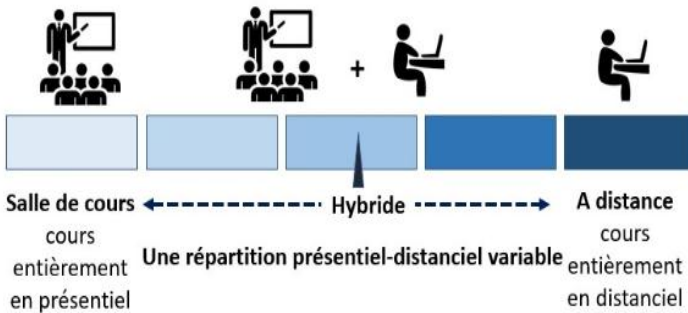 +
Salle de cours
cours
entièrement
en présentiel
Hybride
Une répartition présentiel-distanciel variable
A distance
cours
entièrement
en distanciel